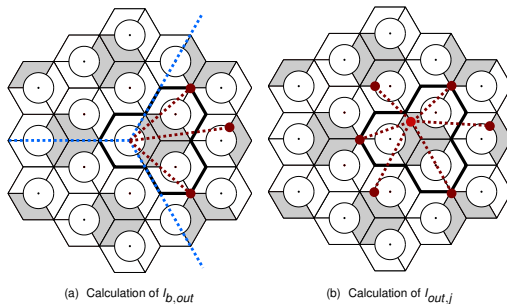 (a) Calculation of I_b,out
(b) Calculation of I_out,j